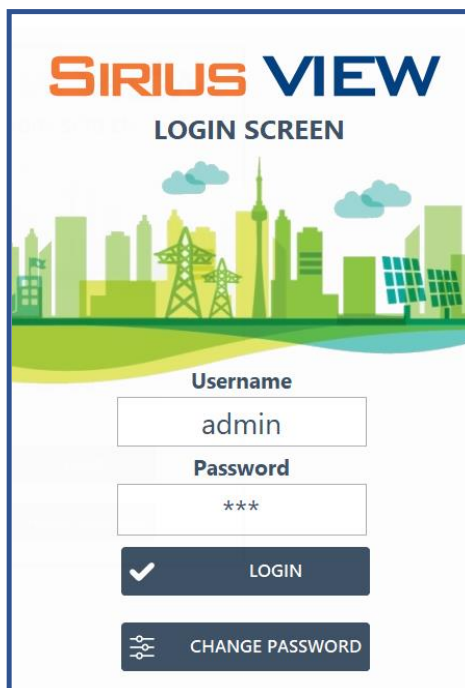 SIRIUS VIEW
LOGIN SCREEN
Username
admin
Password
***
LOGIN
CHANGE PASSWORD